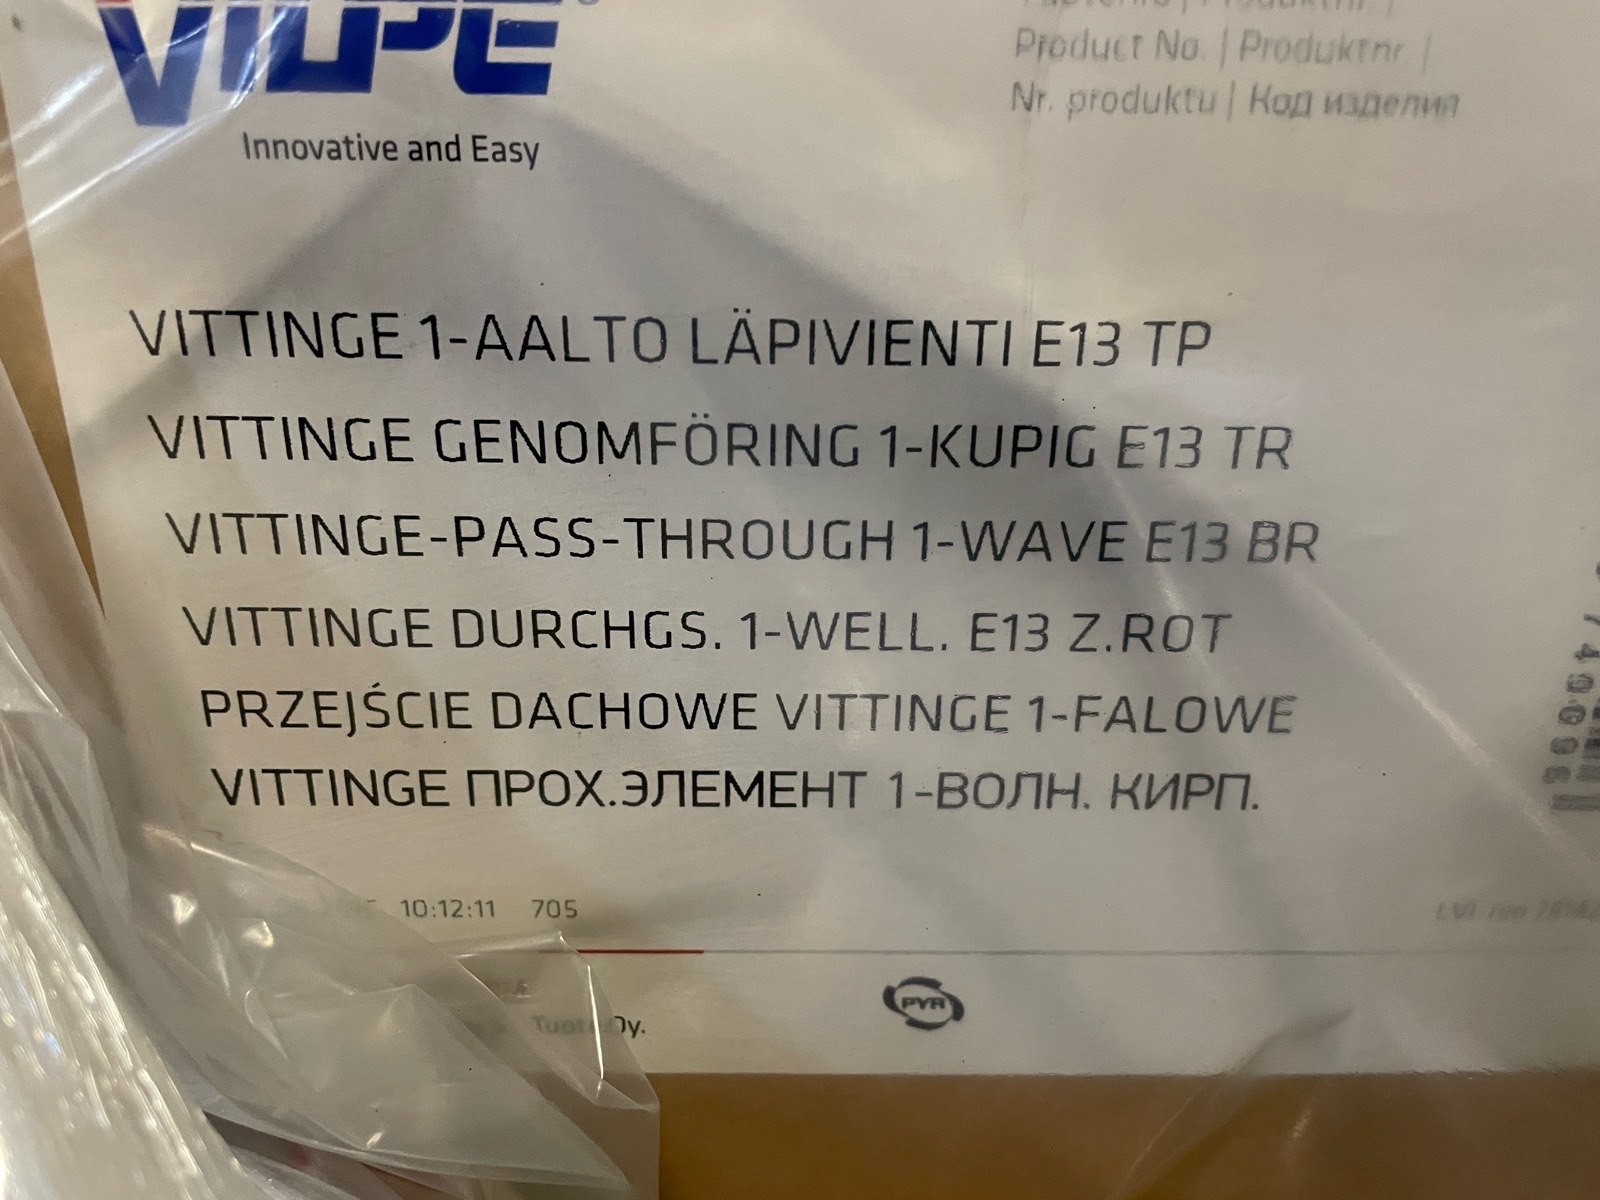 VILPE
Product No. | Produktnr |
Nr. produktu | Код изделия
Innovative and Easy
VITTINGE 1-AALTO LÄPIVIENTI E13 TP
VITTINGE GENOMFÖRING 1-KUPIG E13 TR
VITTINGE-PASS-THROUGH 1-WAVE E13 BR
VITTINGE DURCHGS. 1-WELL. E13 Z.ROT
PRZEJŚCIE DACHOWE VITTINGE 1-FALOWE
VITTINGE ПРОХ.ЭЛЕМЕНТ 1-ВОЛН. КИРП.
10:12:11 705
Oy.
PYR